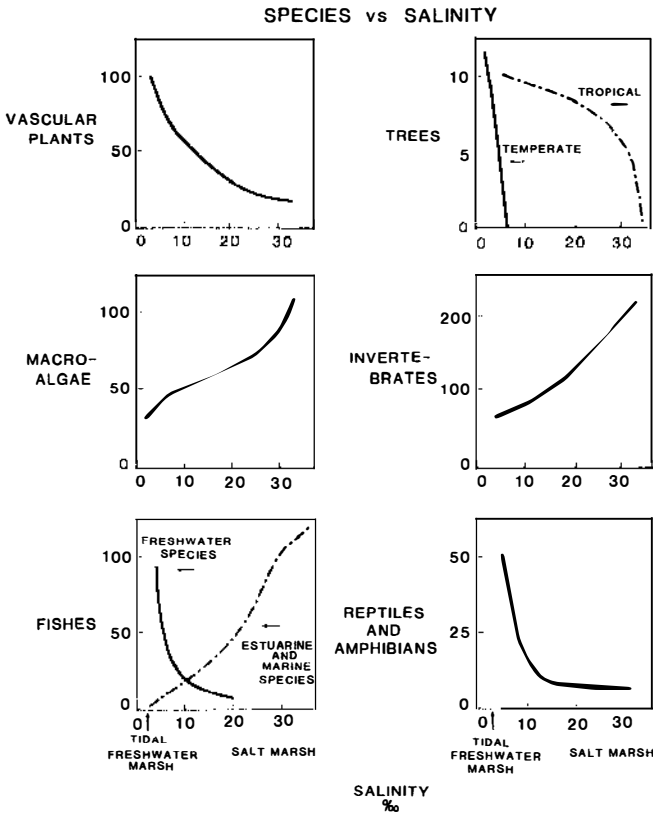 SPECIES vs SALINITY
VASCULAR
PLANTS
100
50
0
0 10 20 30
TREES
10
5
0
TROPICAL
TEMPERATE
0 10 20 30
MACRO-
ALGAE
100
50
0
0 10 20 30
INVERTE-
BRATES
200
100
0
0 10 20 30
FISHES
100
50
0
FRESHWATER
SPECIES
ESTUARINE
AND
MARINE
SPECIES
0 10 20 30
TIDAL
FRESHWATER
MARSH
SALT MARSH
REPTILES
AND
AMPHIBIANS
50
25
0
0 10 20 30
TIDAL
FRESHWATER
MARSH
SALT MARSH
SALINITY
‰